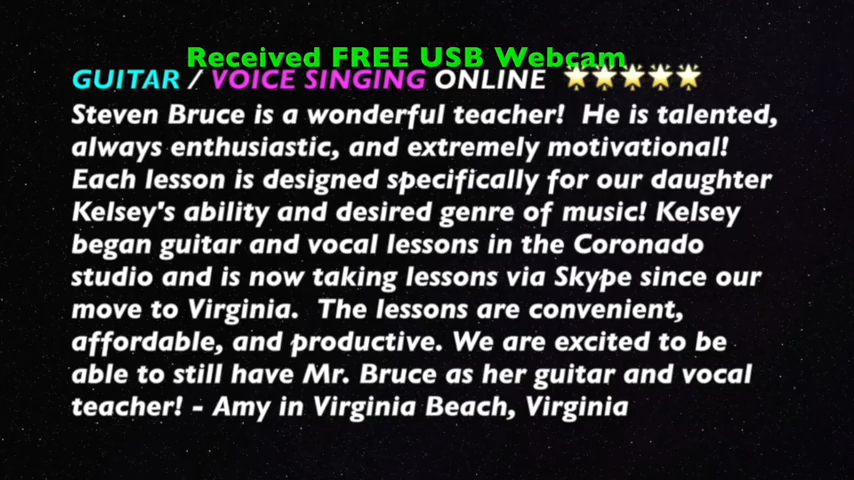 Received FREE USB Webcam
GUITAR / VOICE SINGING ONLINE 🌟🌟🌟🌟🌟
Steven Bruce is a wonderful teacher!  He is talented,
always enthusiastic, and extremely motivational!
Each lesson is designed specifically for our daughter
Kelsey's ability and desired genre of music! Kelsey
began guitar and vocal lessons in the Coronado
studio and is now taking lessons via Skype since our
move to Virginia.  The lessons are convenient,
affordable, and productive. We are excited to be
able to still have Mr. Bruce as her guitar and vocal
teacher! - Amy in Virginia Beach, Virginia